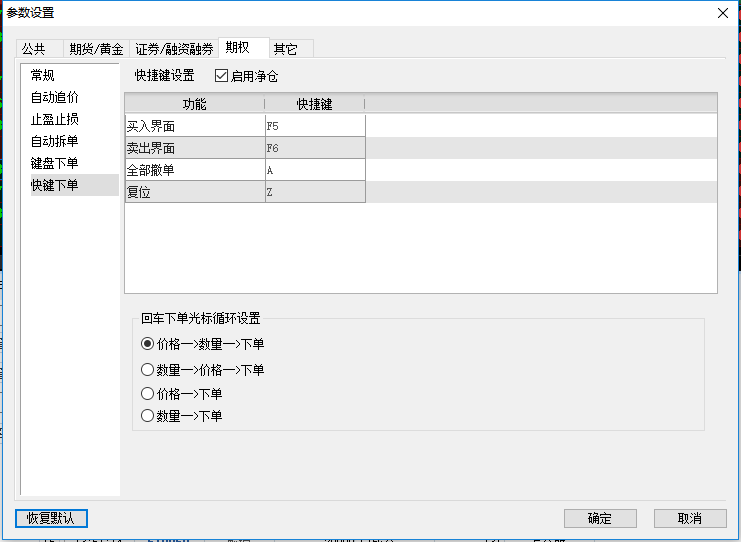 参数设置
公共 期货/黄金 证券/融资融券 期权 其它
常规
自动追价
止盈止损
自动拆单
键盘下单
快键下单
快捷键设置 启用净仓
功能 快捷键
买入界面 F5
卖出界面 F6
全部撤单 A
复位 Z
回车下单光标循环设置
价格—>数量—>下单
数量—>价格—>下单
价格—>下单
数量—>下单
恢复默认 确定 取消